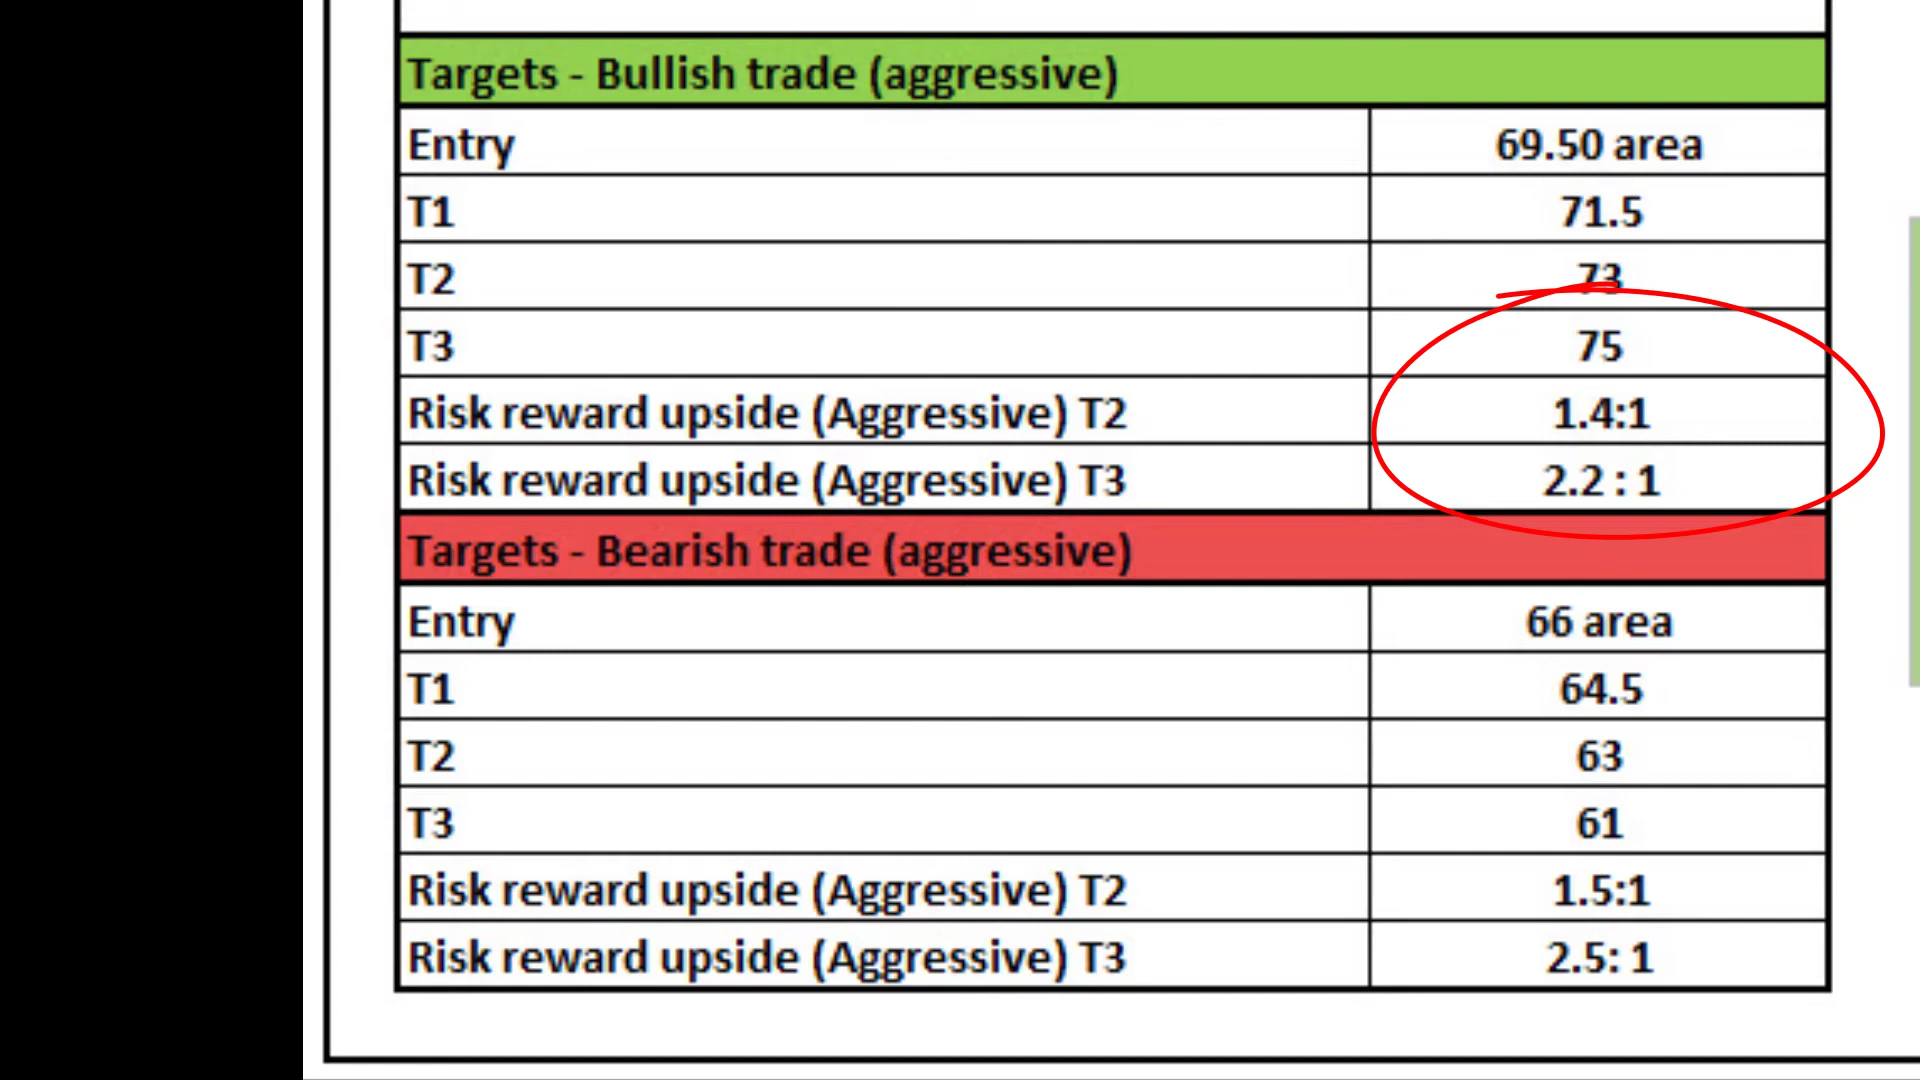 Targets - Bullish trade (aggressive)
Entry 69.50 area
T1 71.5
T2 73
T3 75
Risk reward upside (Aggressive) T2 1.4:1
Risk reward upside (Aggressive) T3 2.2 : 1
Targets - Bearish trade (aggressive)
Entry 66 area
T1 64.5
T2 63
T3 61
Risk reward upside (Aggressive) T2 1.5:1
Risk reward upside (Aggressive) T3 2.5: 1